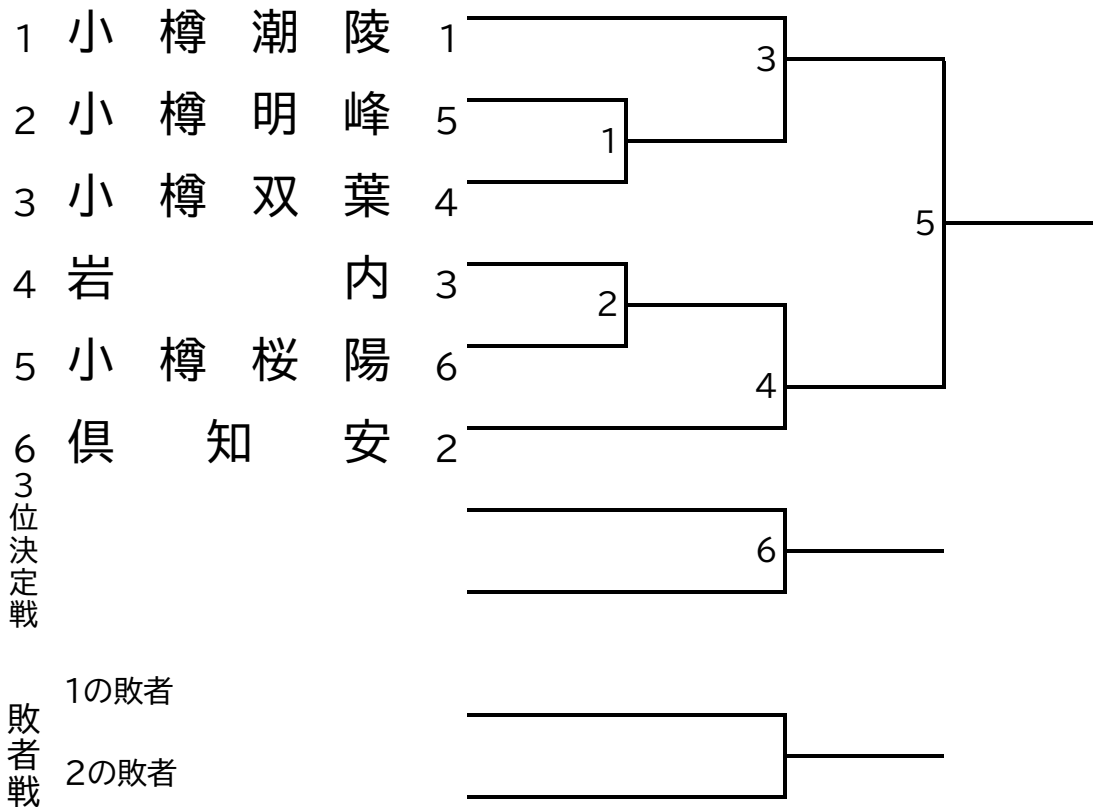 1 小樽潮陵 1
3
2 小樽明峰 5
1
3 小樽双葉 4
5
4 岩内 3
2
5 小樽桜陽 6
4
6 倶知安 2
3位決定戦
6
敗者戦
1の敗者
2の敗者